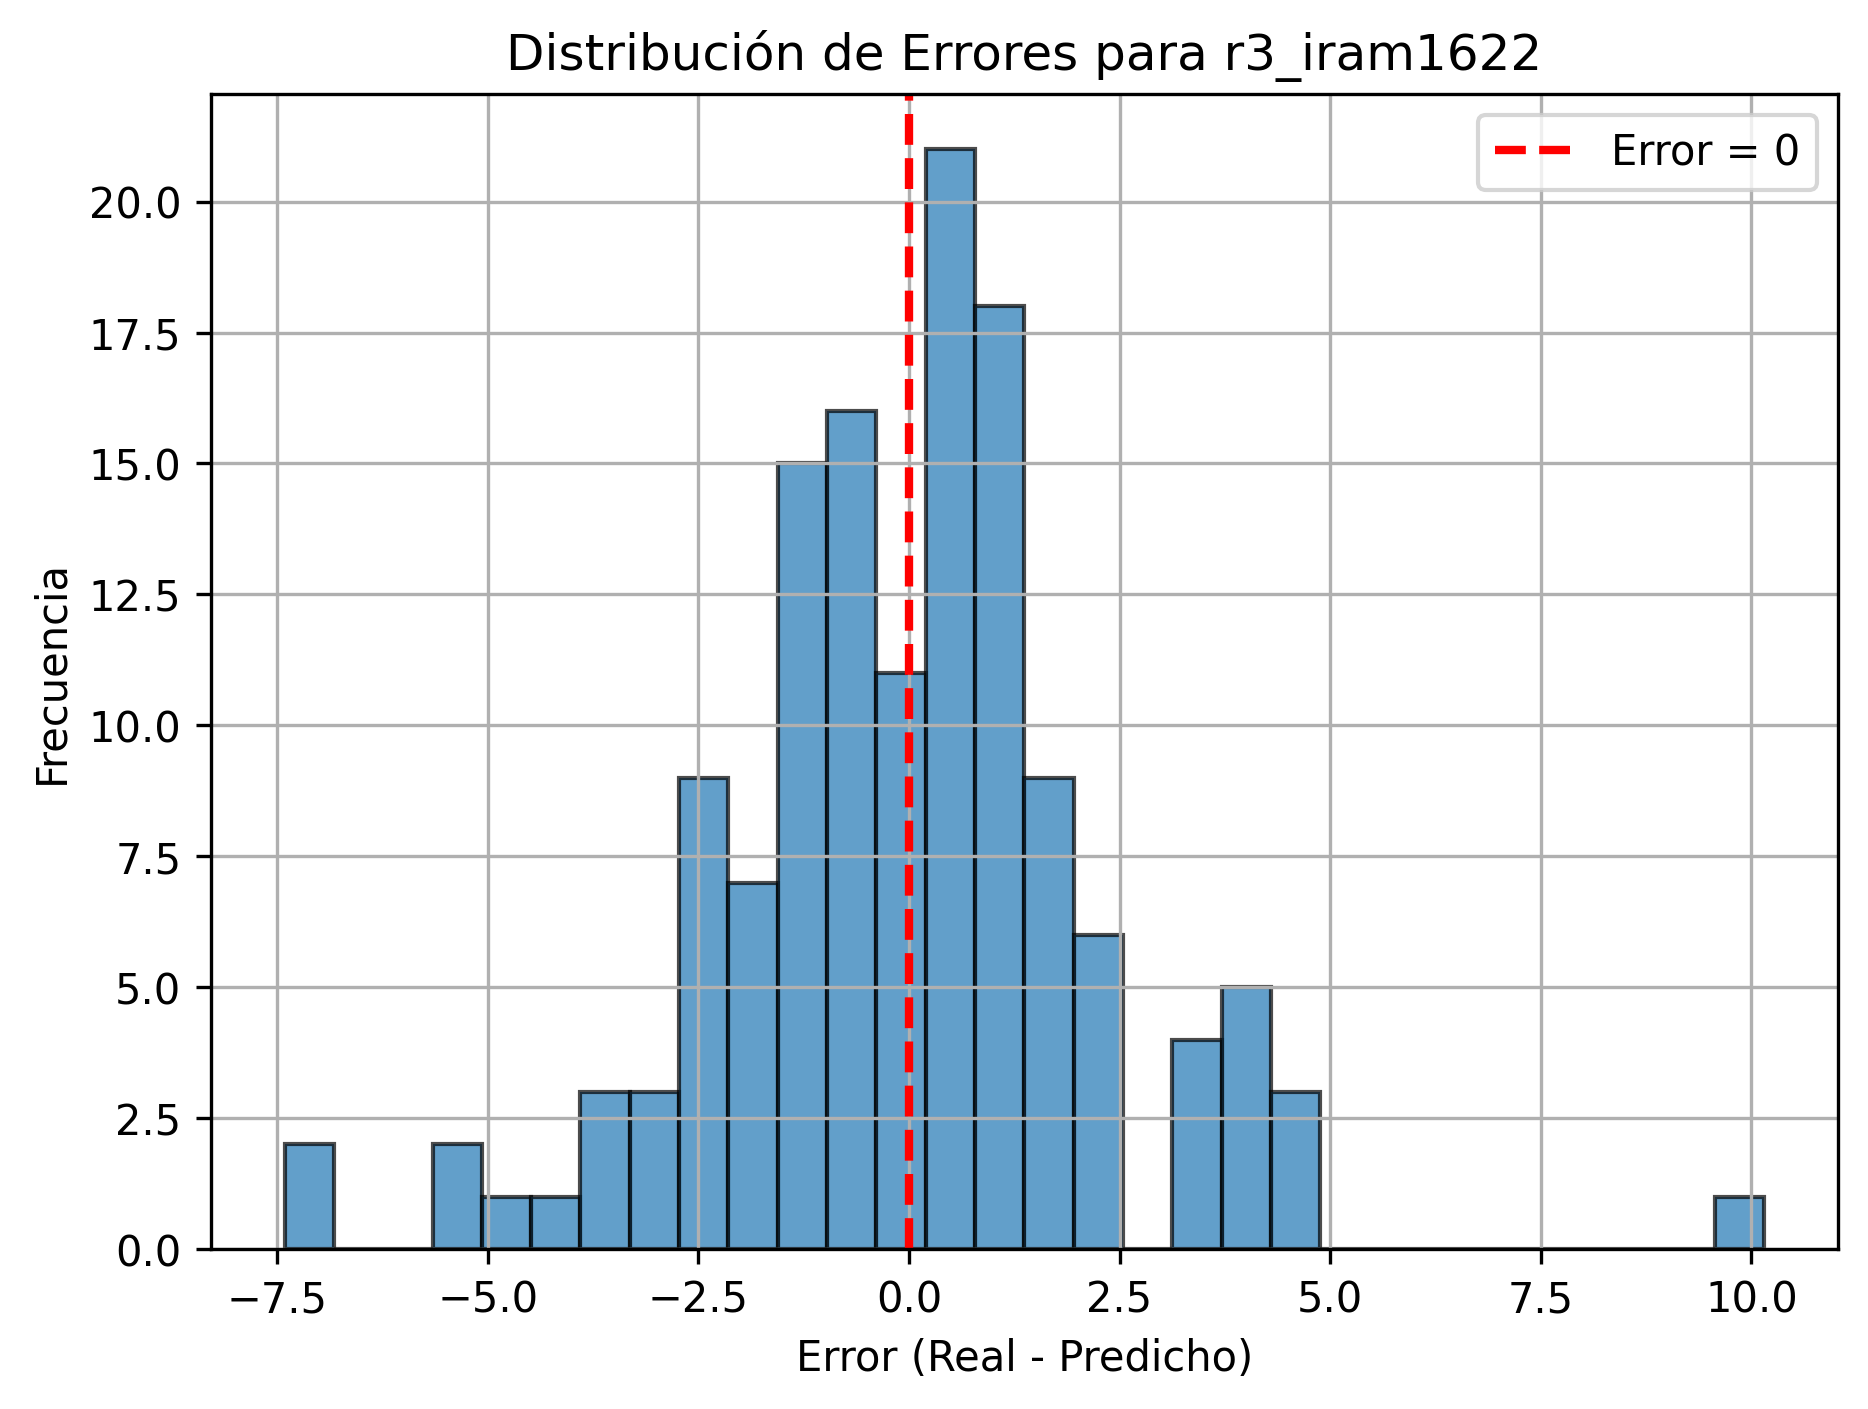 Distribución de Errores para r3_iram1622
Error = 0
Frecuencia
20.0
17.5
15.0
12.5
10.0
7.5
5.0
2.5
0.0
−7.5 −5.0 −2.5 0.0 2.5 5.0 7.5 10.0
Error (Real - Predicho)